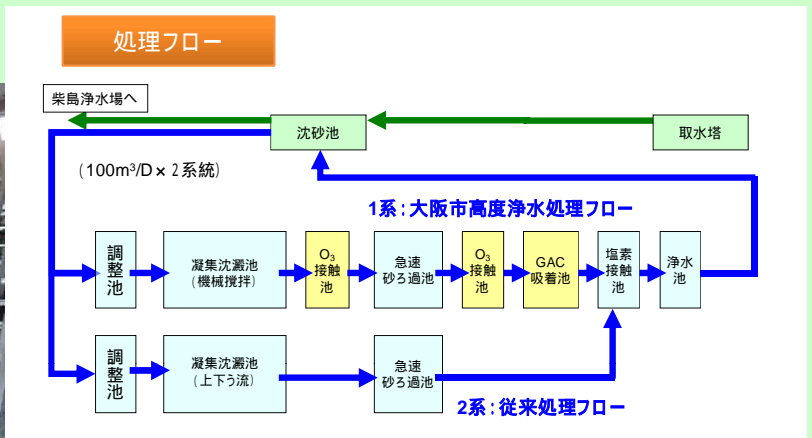 処理フロー
柴島浄水場へ
沈砂池
取水塔
(100m³/D×2系統)
1系:大阪市高度浄水処理フロー
調整池
凝集沈澱池
(機械撹拌)
O₃
接触
池
急速
砂ろ過池
O₃
接触
池
GAC
吸着池
塩素
接触
池
浄水
池
調整池
凝集沈澱池
(上下う流)
急速
砂ろ過池
2系:従来処理フロー